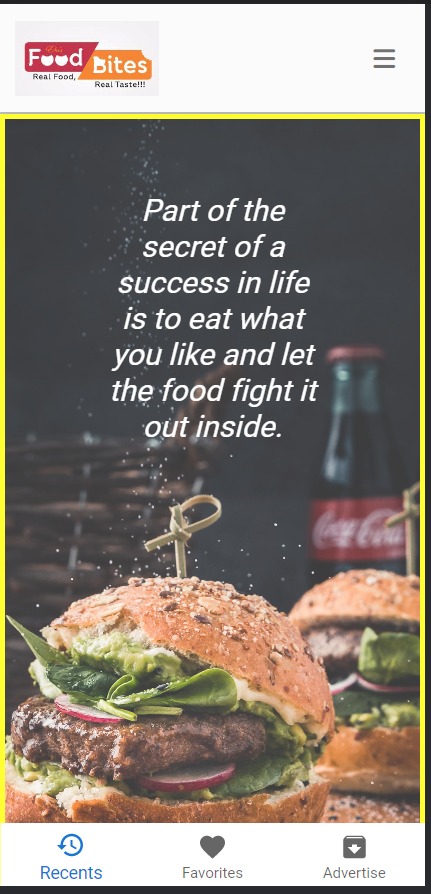 Food
Bites
Real Food,
Real Taste!!!
Part of the
secret of a
success in life
is to eat what
you like and let
the food fight it
out inside.
Coca-Cola
Recents
Favorites
Advertise